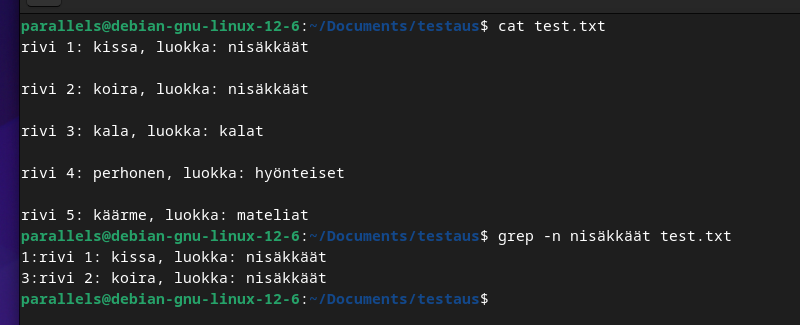 parallels@debian-gnu-linux-12-6:~/Documents/testaus$ cat test.txt
rivi 1: kissa, luokka: nisäkkäät
rivi 2: koira, luokka: nisäkkäät
rivi 3: kala, luokka: kalat
rivi 4: perhonen, luokka: hyönteiset
rivi 5: käärme, luokka: mateliat
parallels@debian-gnu-linux-12-6:~/Documents/testaus$ grep -n nisäkkäät test.txt
1:rivi 1: kissa, luokka: nisäkkäät
3:rivi 2: koira, luokka: nisäkkäät
parallels@debian-gnu-linux-12-6:~/Documents/testaus$